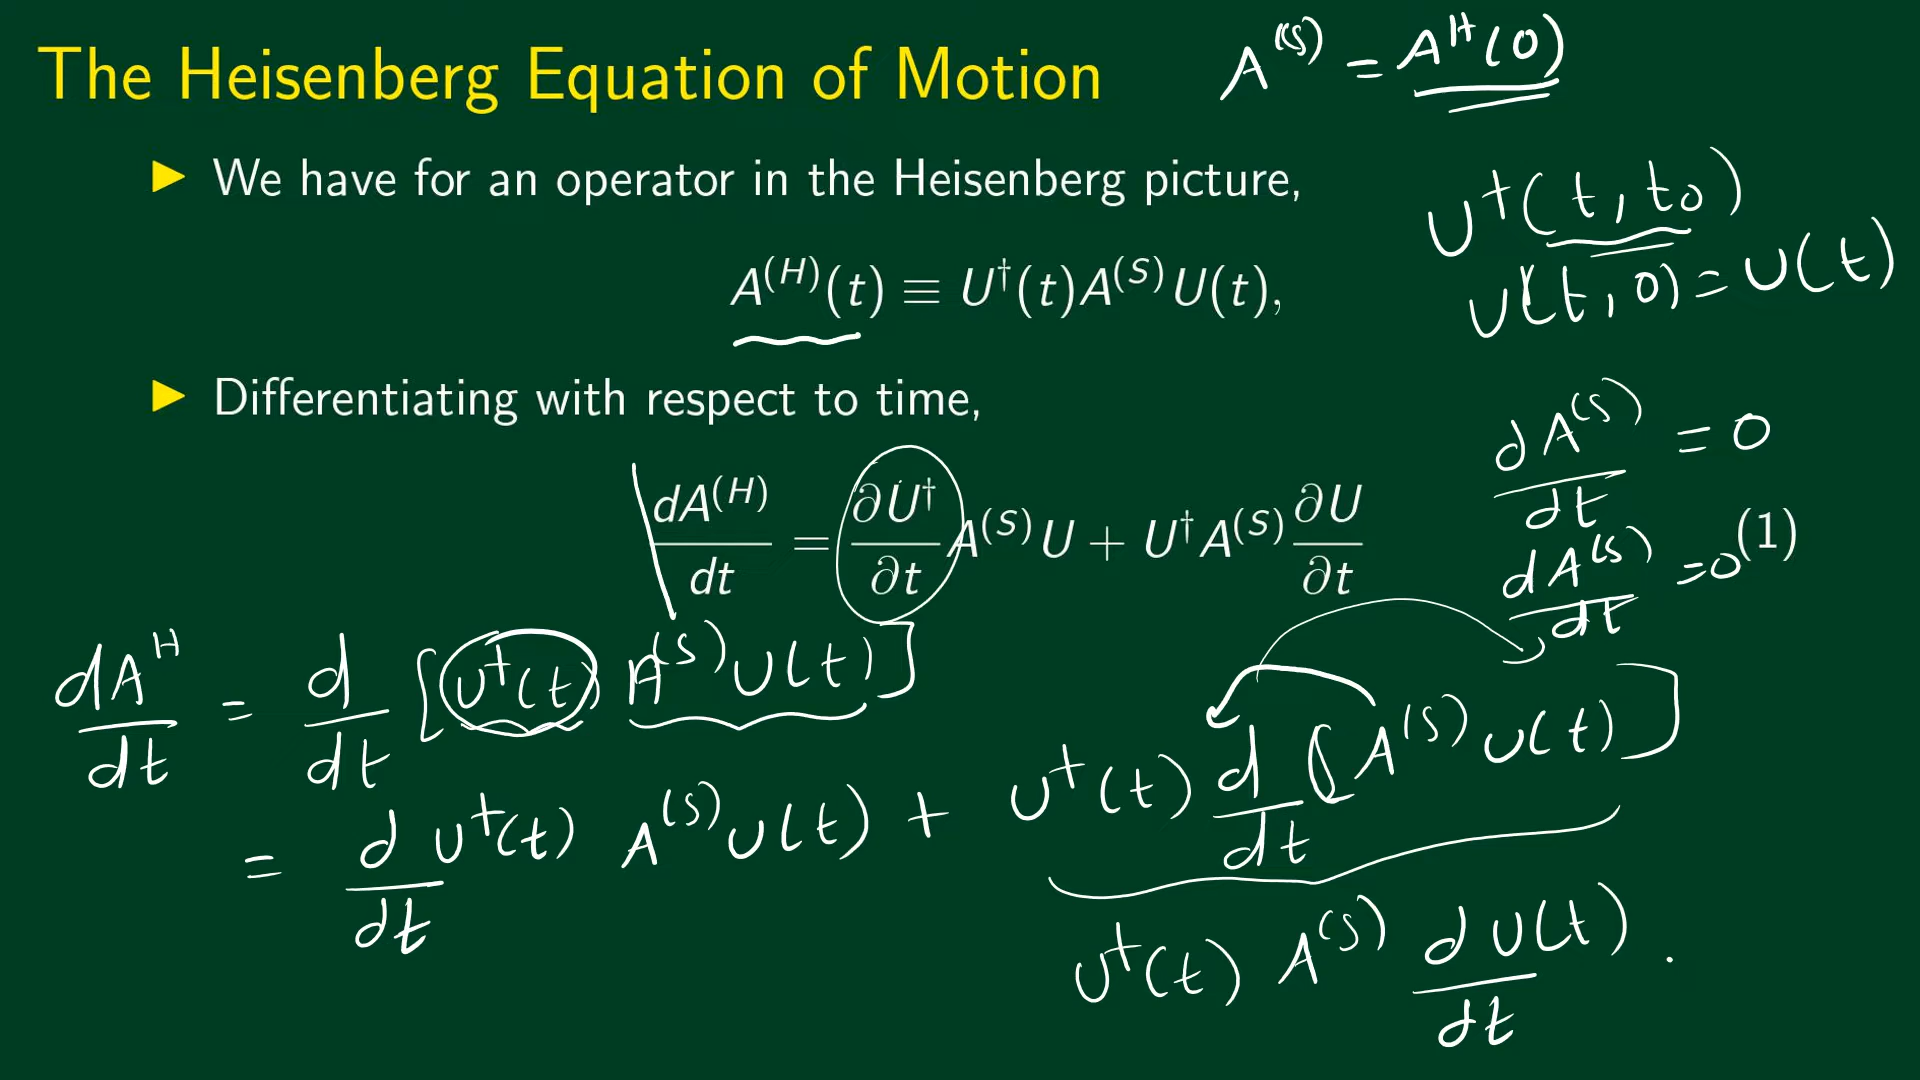 The Heisenberg Equation of Motion
A^(S) = A^H(0)
▶ We have for an operator in the Heisenberg picture,
U†(t, t0)
A^(H)(t) ≡ U†(t)A^(S)U(t),
U(t, 0) = U(t)
▶ Differentiating with respect to time,
dA^(S)/dt = 0
dA^(H)/dt = ∂U†/∂t A^(S)U + U†A^(S) ∂U/∂t (1)
dA^(S)/dt = 0
dA^H/dt = d/dt [U†(t) A^(S)U(t)]
= d/dt U†(t) A^(S)U(t) + U†(t) d/dt [A^(S)U(t)]
U†(t) A^(S) dU(t)/dt .